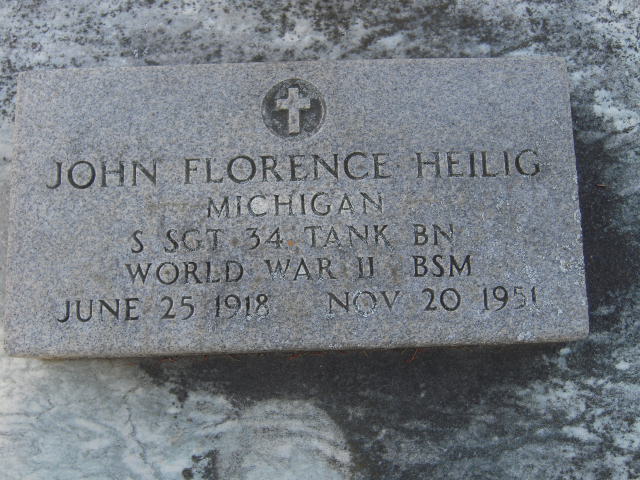 JOHN FLORENCE HEILIG
MICHIGAN
S SGT 34 TANK BN
WORLD WAR II BSM
JUNE 25 1918 NOV 20 1951